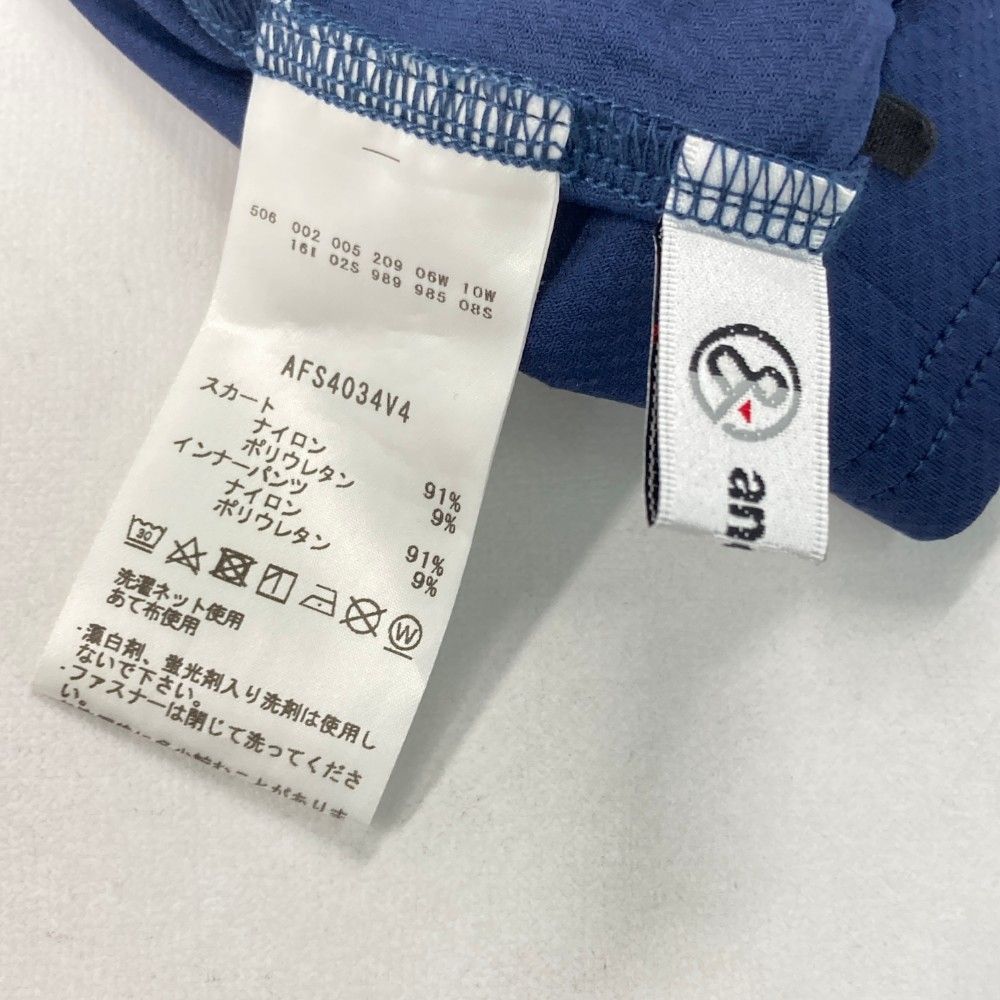 506 002 005 209 06W 10W
16I 02S 989 985 08S
AFS4034V4
スカート
ナイロン 91%
ポリウレタン 9%
インナーパンツ
ナイロン 91%
ポリウレタン 9%
30
W
洗濯ネット使用
あて布使用
・漂白剤、蛍光剤入り洗剤は使用し
ないで下さい。
・ファスナーは閉じて洗ってくださ
い。